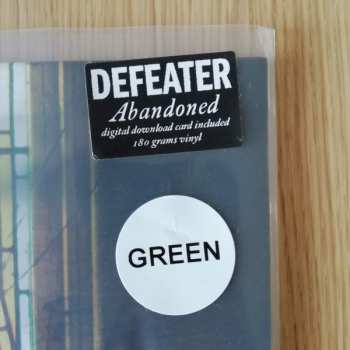 DEFEATER
Abandoned
digital download card included
180 grams vinyl
GREEN